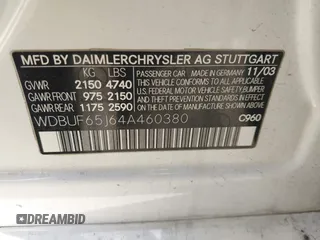 MFD BY DAIMLERCHRYSLER AG STUTTGART
KG LBS MADE IN GERMANY 11/03
GVWR 2150 4740
GAWR FRONT 975 2150
GAWR REAR 1175 2590
THIS VEHICLE CONFORMS TO ALL
APPLICABLE U.S. FEDERAL MOTOR
VEHICLE SAFETY, BUMPER
AND THEFT PREVENTION
STANDARDS IN EFFECT ON
THE DATE OF MANUFACTURE
SHOWN ABOVE.
WDBUF65J64A460380 C960
DREAMBID